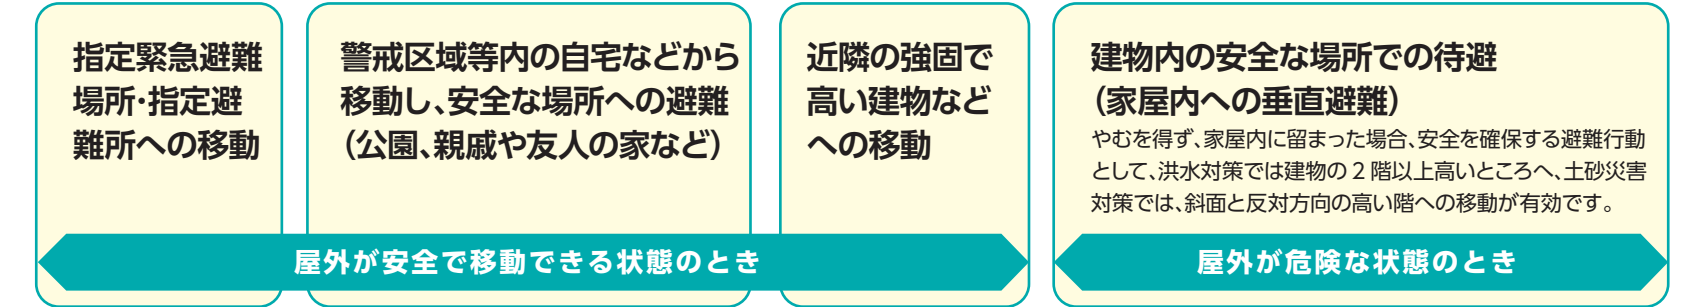 指定緊急避難
場所・指定避
難所への移動
警戒区域等内の自宅などから
移動し、安全な場所への避難
（公園、親戚や友人の家など）
近隣の強固で
高い建物など
への移動
屋外が安全で移動できる状態のとき
建物内の安全な場所での待避
（家屋内への垂直避難）
やむを得ず、家屋内に留まった場合、安全を確保する避難行動
として、洪水対策では建物の2階以上高いところへ、土砂災害
対策では、斜面と反対方向の高い階への移動が有効です。
屋外が危険な状態のとき